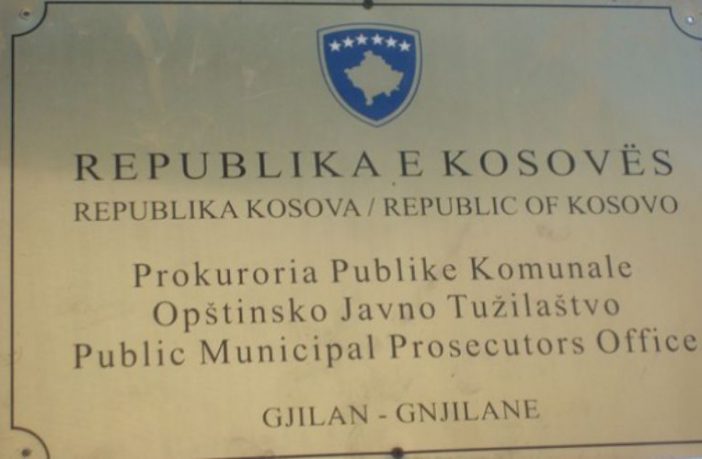 REPUBLIKA E KOSOVËS
REPUBLIKA KOSOVA / REPUBLIC OF KOSOVO
Prokuroria Publike Komunale
Opštinsko Javno Tužilaštvo
Public Municipal Prosecutors Office
GJILAN - GNJILANE